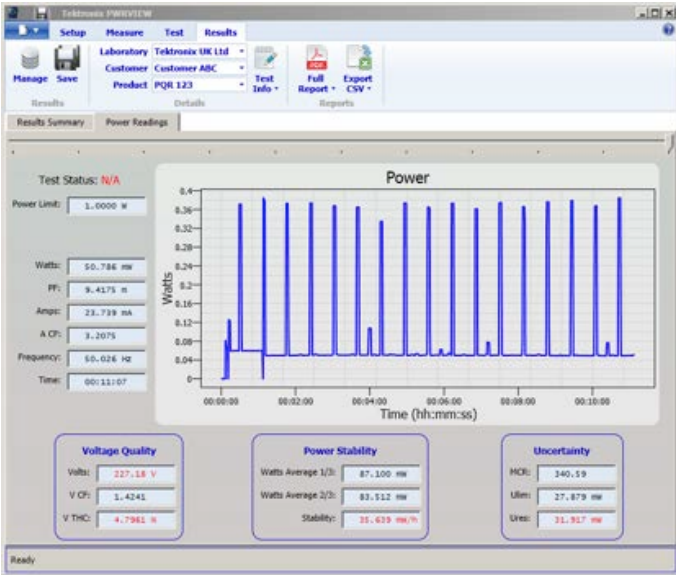 Tektronix PWRVIEW
Setup Measure Test Results
Manage Save
Laboratory Tektronix UK Ltd
Customer Customer ABC
Product PQR 123
Test Info
Full Report
Export CSV
Results Details Reports
Results Summary Power Readings
Test Status: N/A
Power Limit: 1.0000 W
Watts: 50.786 mW
PF: 9.4175 m
Amps: 23.739 mA
A CF: 3.2075
Frequency: 50.026 Hz
Time: 00:11:07
Power
Watts
0.4
0.36
0.32
0.28
0.24
0.2
0.16
0.12
0.08
0.04
0
00:00:00 00:02:00 00:04:00 00:06:00 00:08:00 00:10:00
Time (hh:mm:ss)
Voltage Quality
Volts: 227.18 V
V CF: 1.4241
V THC: 4.7961 %
Power Stability
Watts Average 1/3: 87.100 mW
Watts Average 2/3: 83.512 mW
Stability: 35.639 mW/h
Uncertainty
MCR: 340.59
Ulim: 27.879 mW
Ures: 31.917 mW
Ready